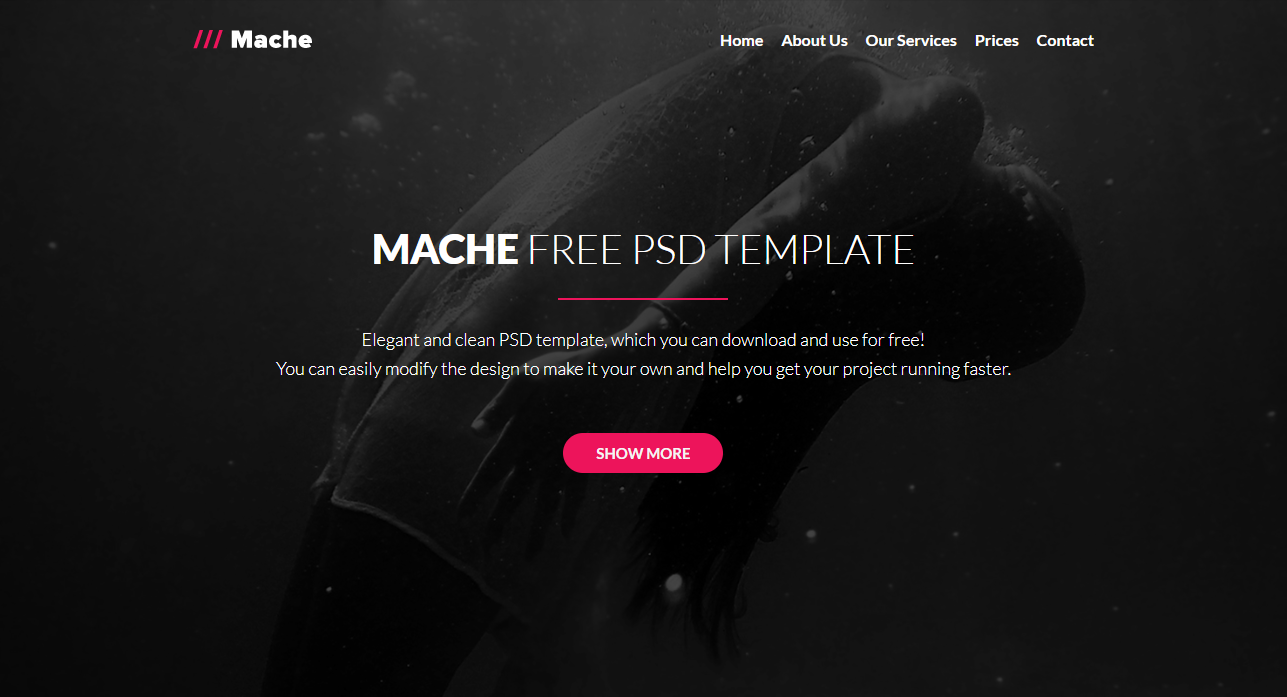 /// Mache
Home About Us Our Services Prices Contact
MACHE FREE PSD TEMPLATE
Elegant and clean PSD template, which you can download and use for free!
You can easily modify the design to make it your own and help you get your project running faster.
SHOW MORE